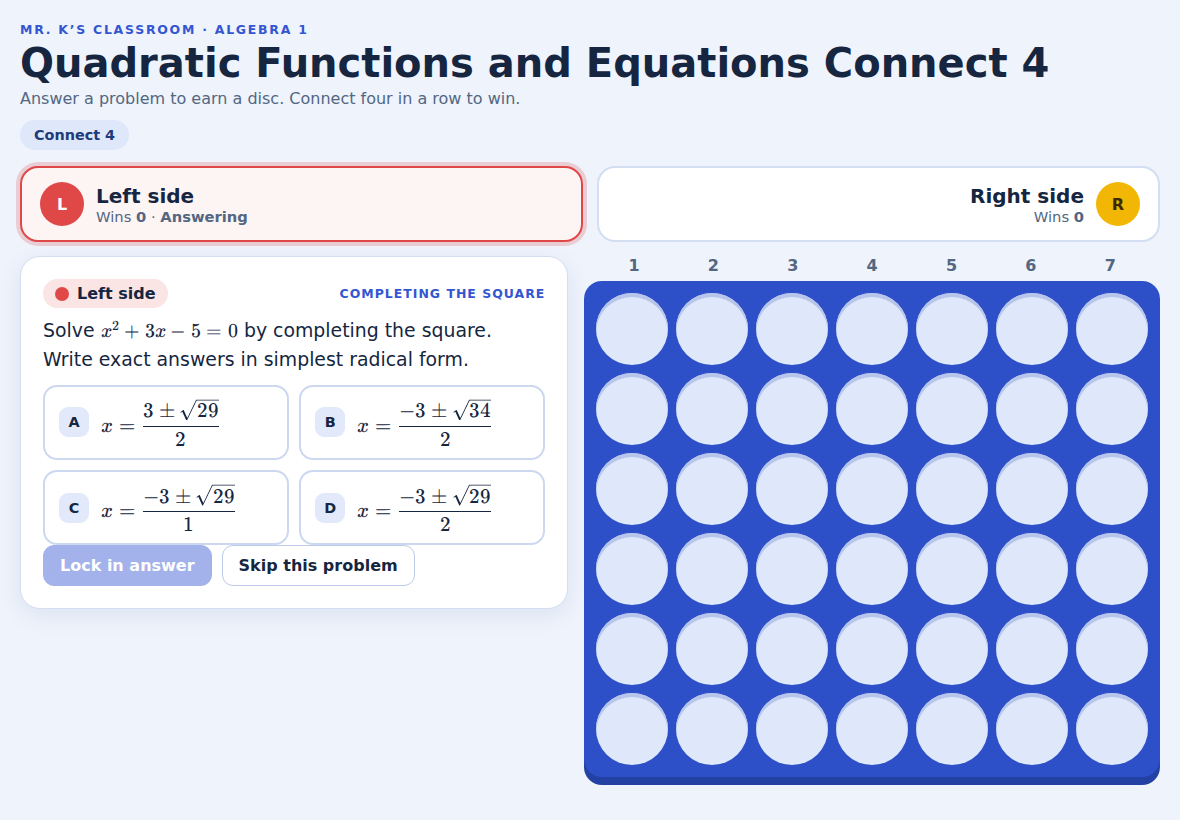 MR. K’S CLASSROOM · ALGEBRA 1
Quadratic Functions and Equations Connect 4
Answer a problem to earn a disc. Connect four in a row to win.
Connect 4
L
Left side
Wins 0 · Answering
Right side
Wins 0
R
Left side
COMPLETING THE SQUARE
Solve x² + 3x − 5 = 0 by completing the square.
Write exact answers in simplest radical form.
A x = (3 ± √29)/2
B x = (−3 ± √34)/2
C x = (−3 ± √29)/1
D x = (−3 ± √29)/2
Lock in answer
Skip this problem
1 2 3 4 5 6 7